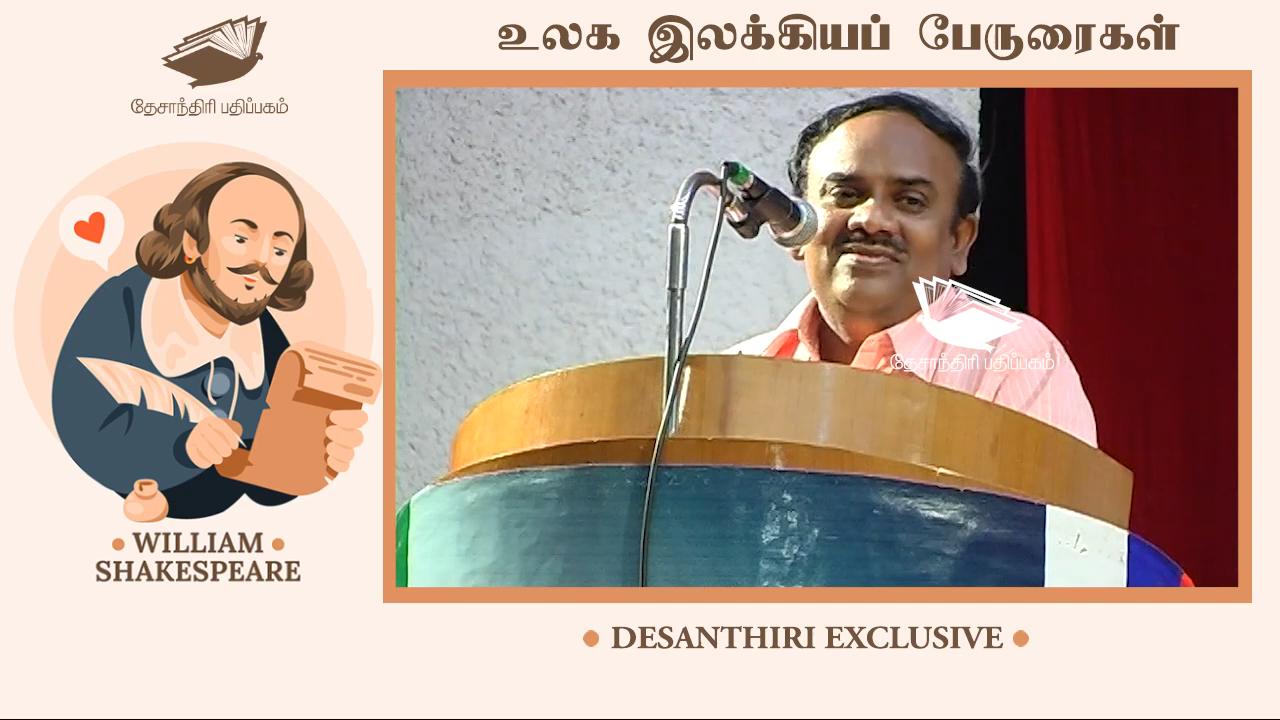 உலக இலக்கியப் பேருரைகள்
தேசாந்திரி பதிப்பகம்
தேசாந்திரி பதிப்பகம்
• WILLIAM •
SHAKESPEARE
• DESANTHIRI EXCLUSIVE •